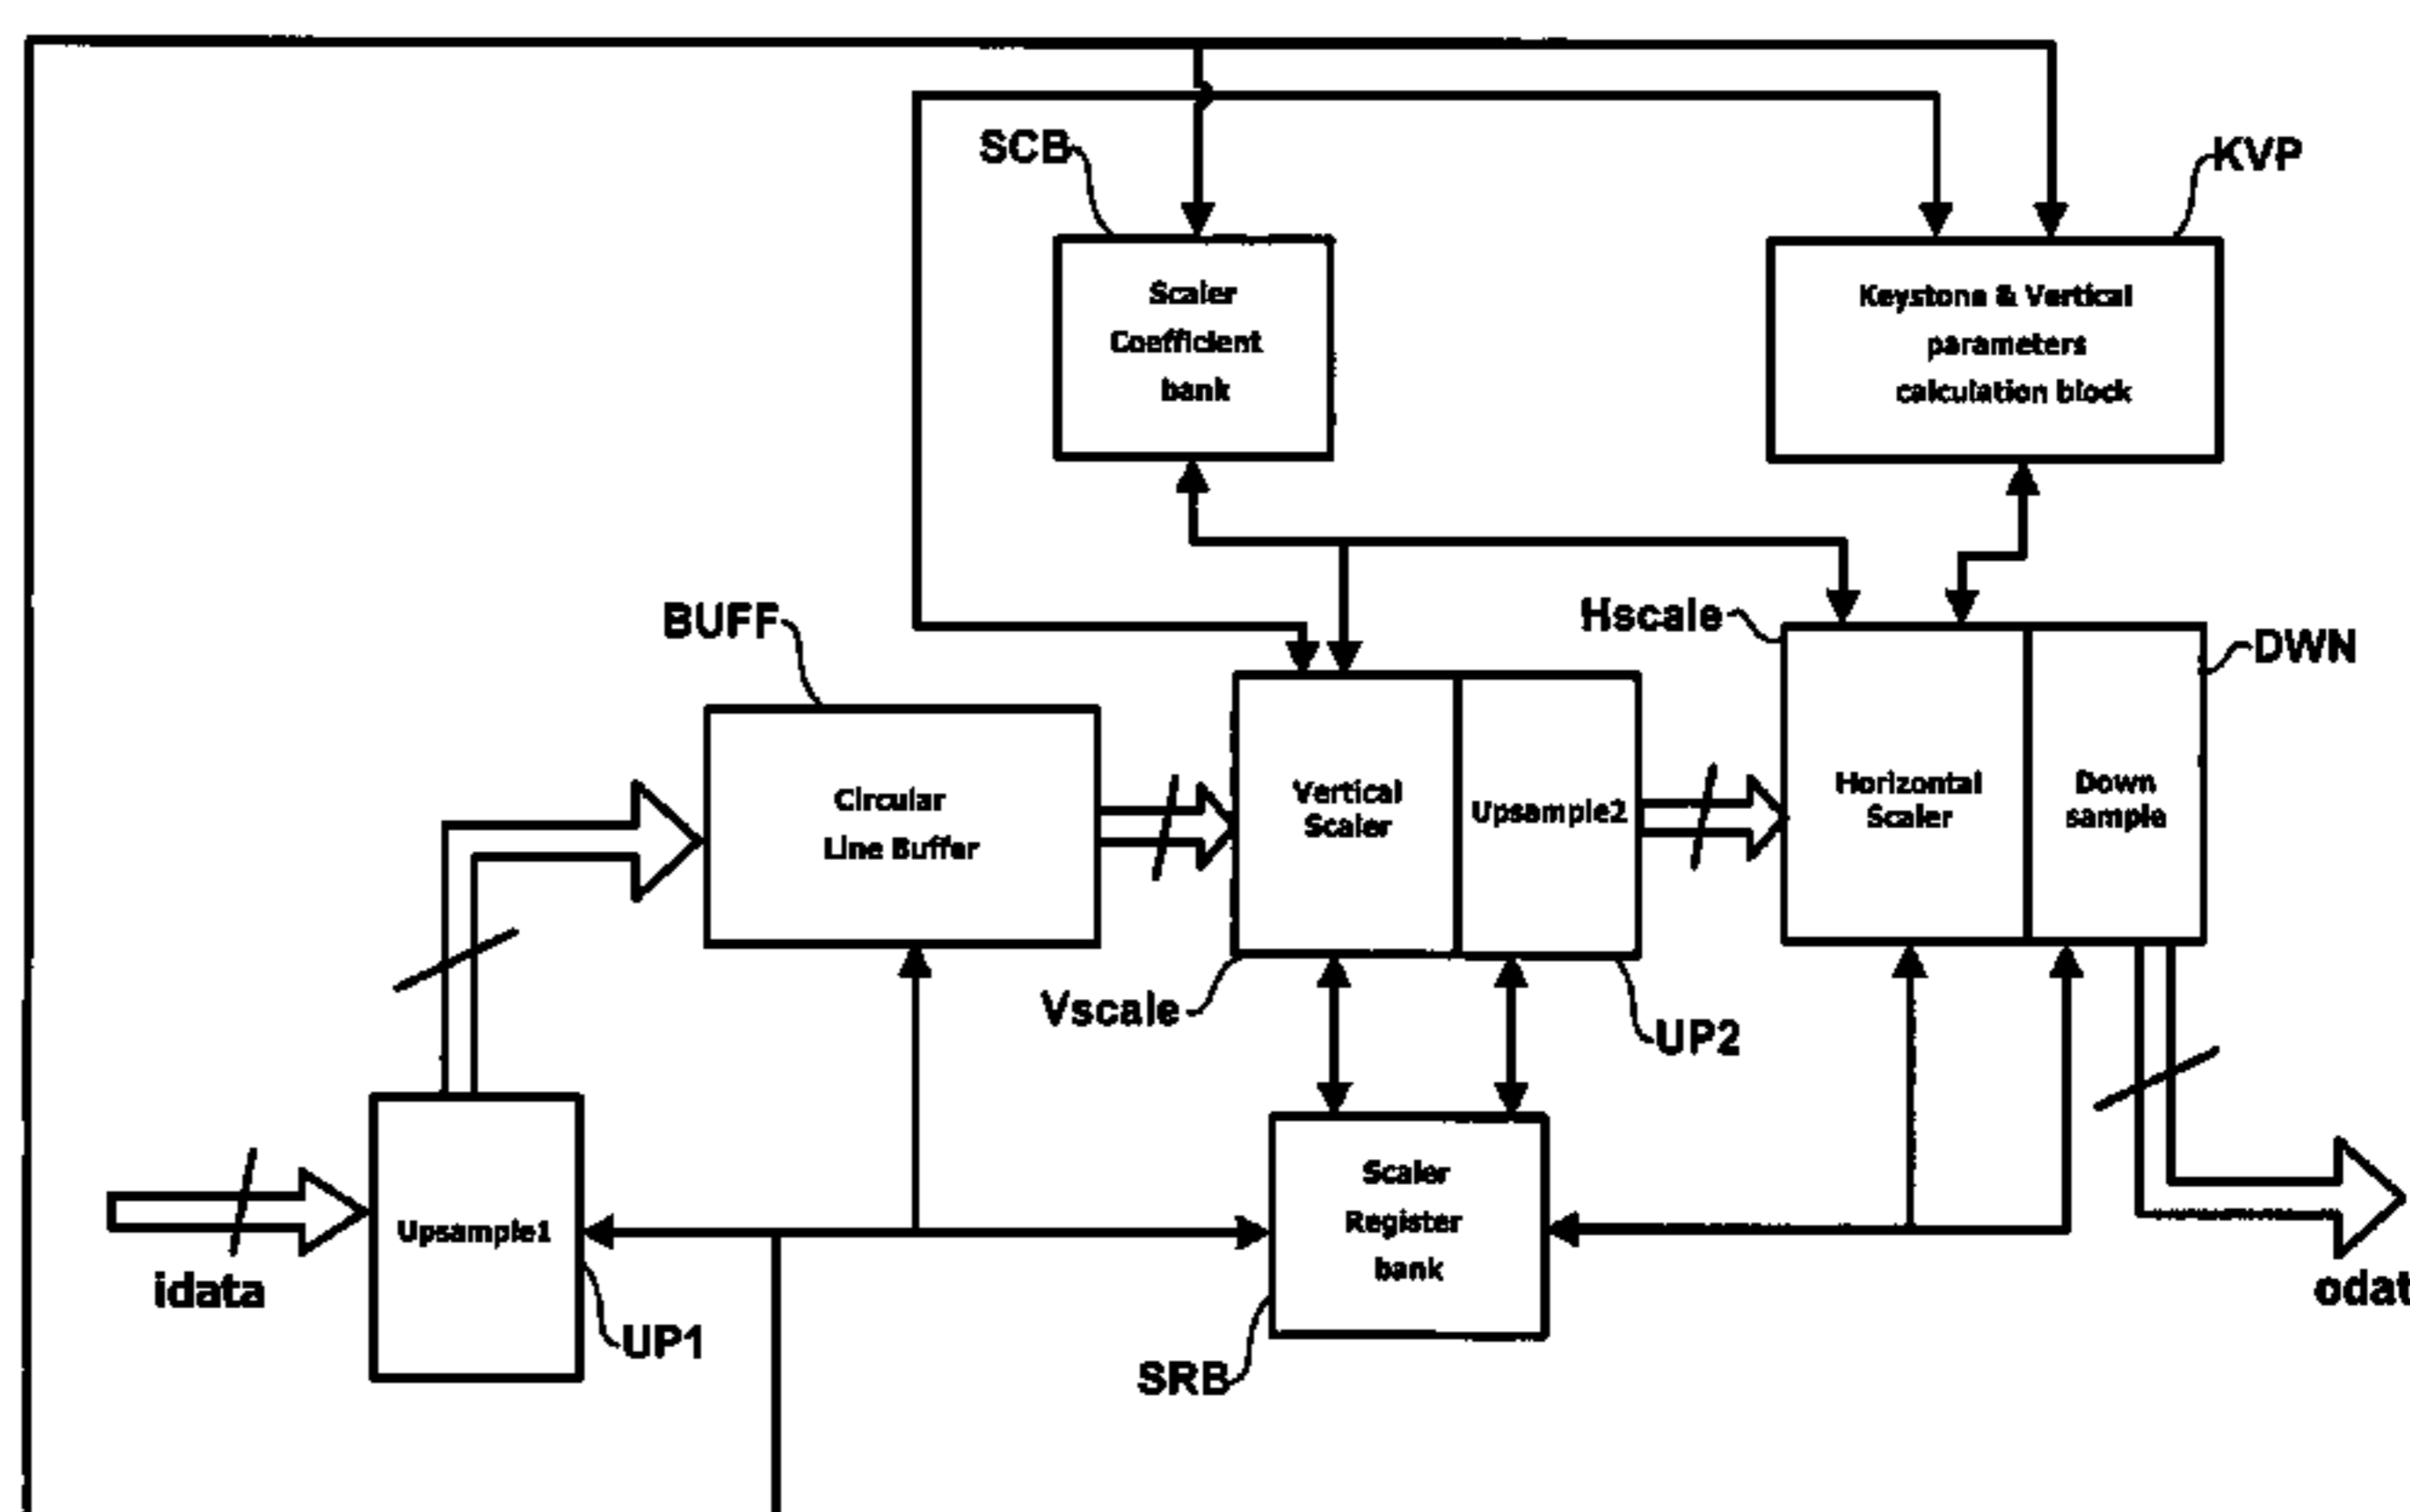 SCB
KVP
Scaler
Coefficient
bank
Keystone & Vertical
parameters
calculation block
BUFF
Hscale
DWN
Circular
Line Buffer
Vertical
Scaler
Upsample2
Horizontal
Scaler
Down
sample
Vscale
UP2
Upsample1
idata
UP1
Scaler
Register
bank
SRB
odat